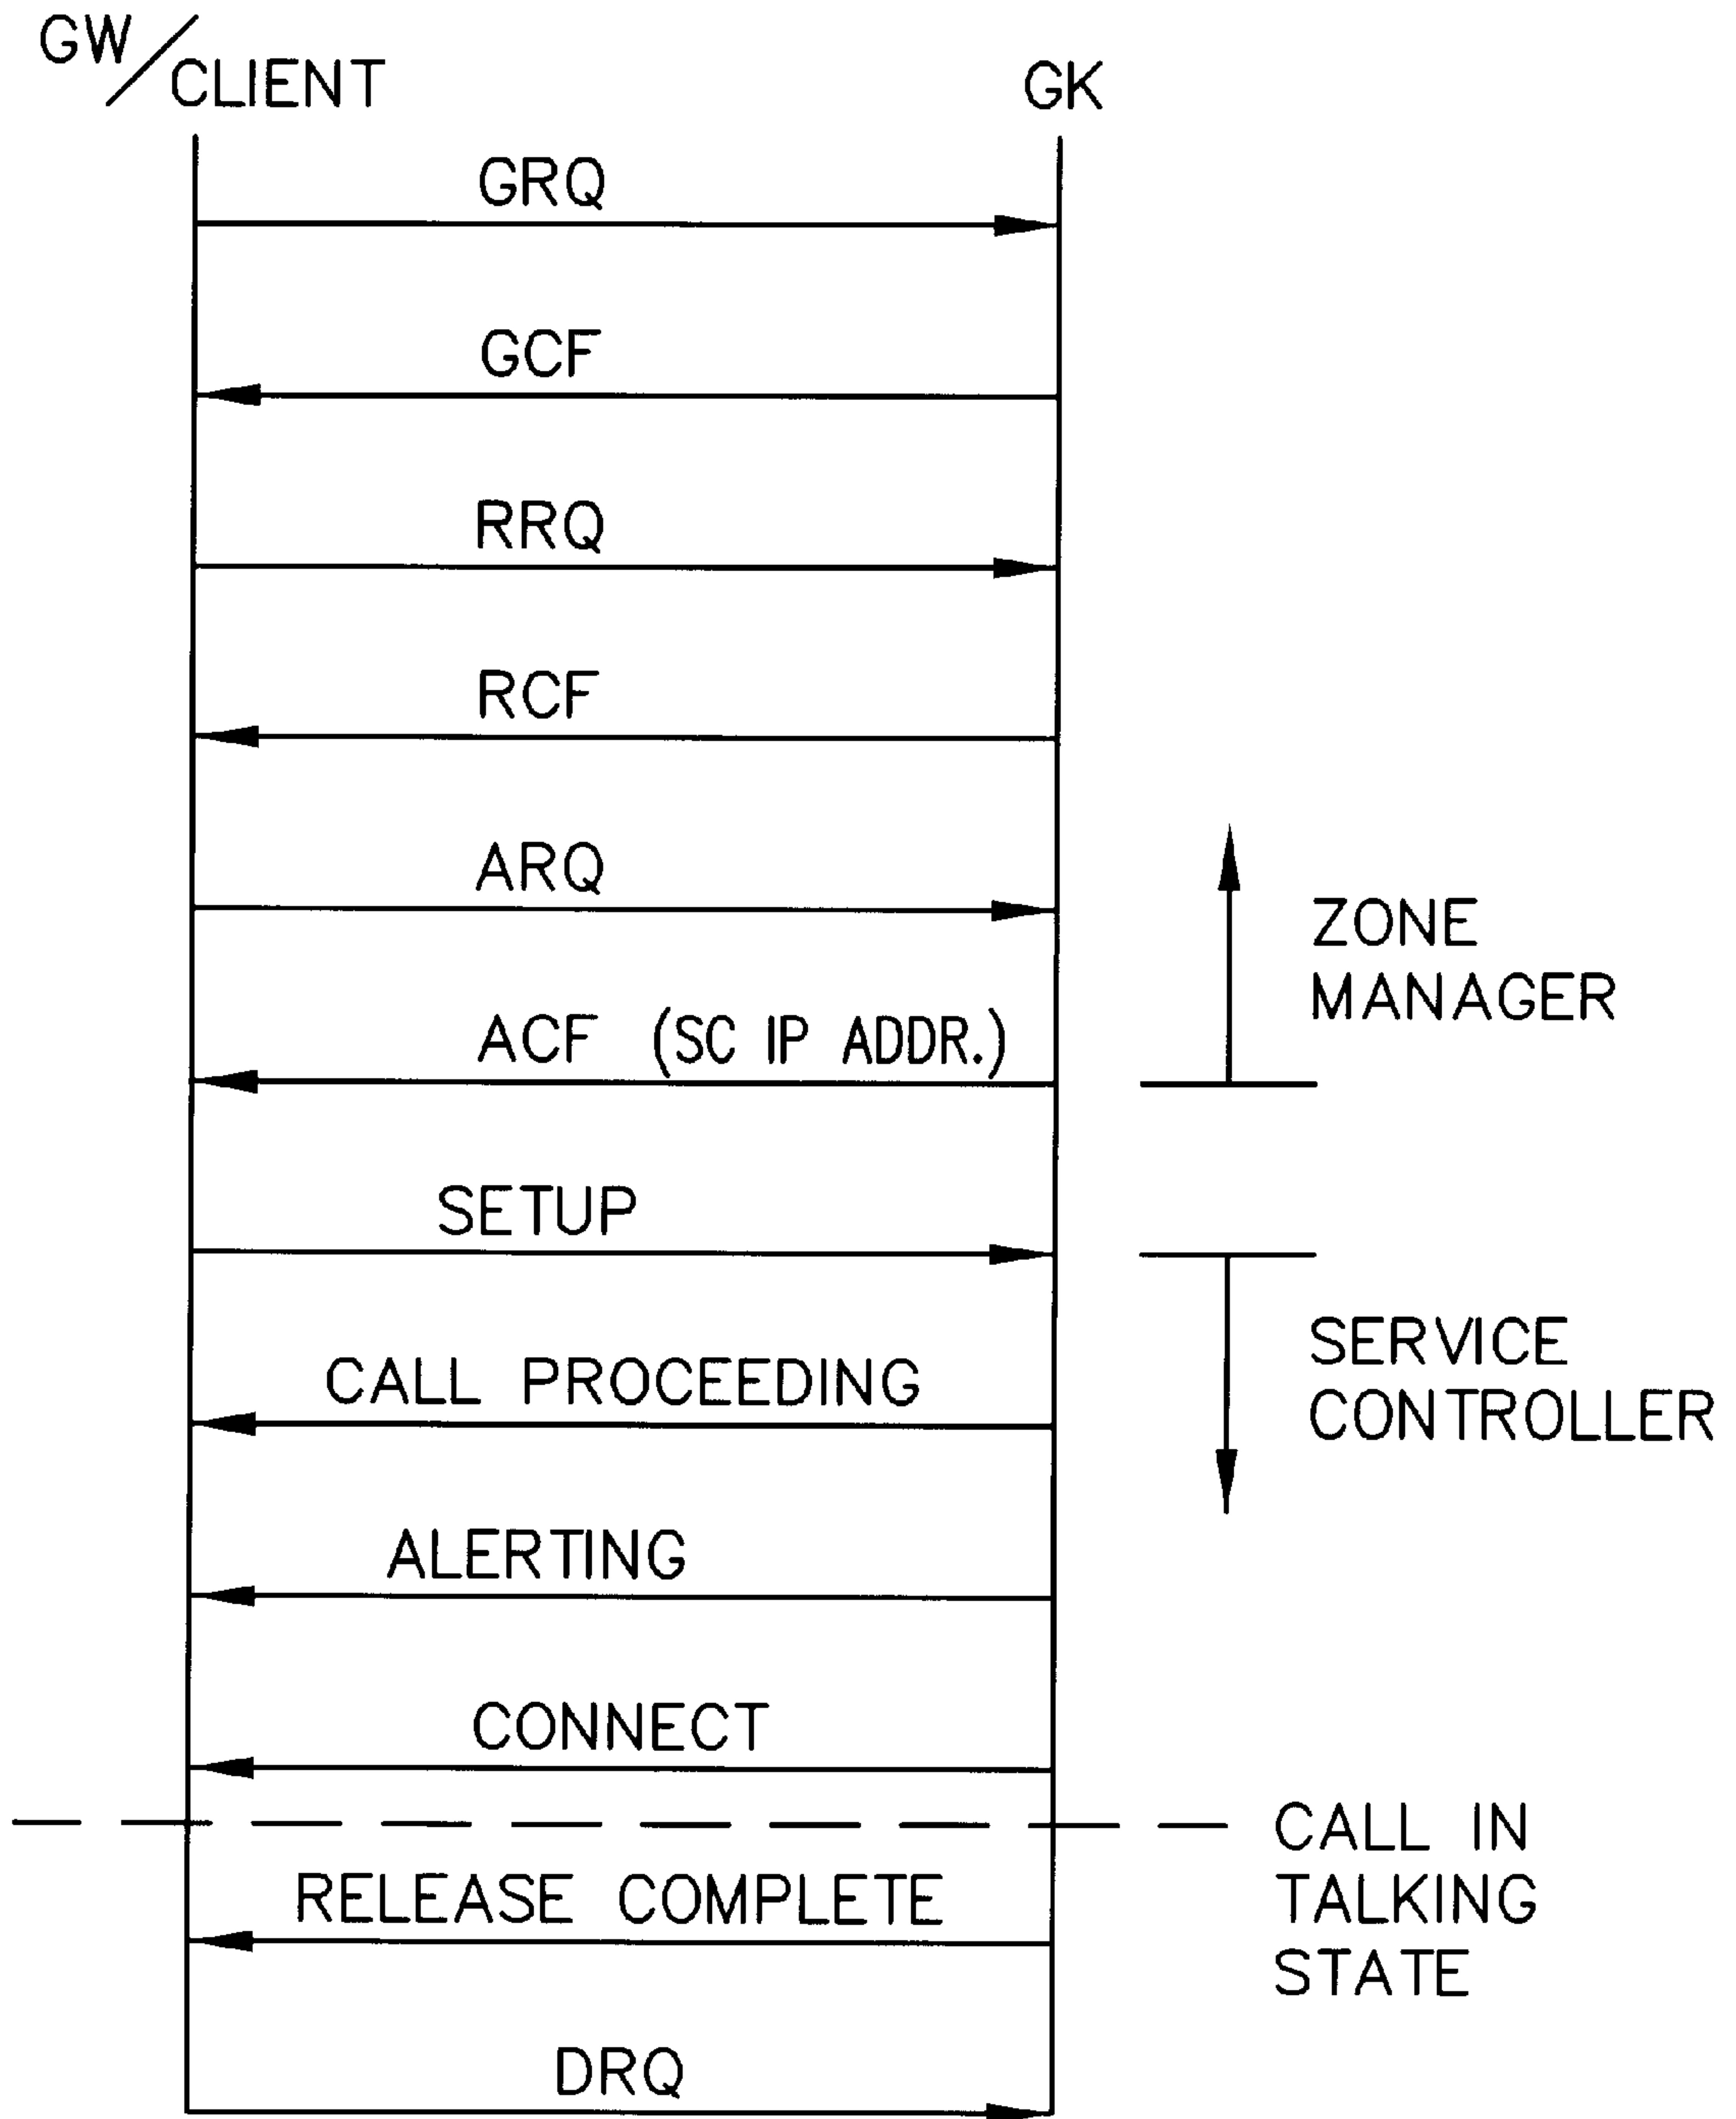 GW/CLIENT
GK
GRQ
GCF
RRQ
RCF
ARQ
ZONE
MANAGER
ACF (SC IP ADDR.)
SETUP
SERVICE
CONTROLLER
CALL PROCEEDING
ALERTING
CONNECT
CALL IN
TALKING
STATE
RELEASE COMPLETE
DRQ